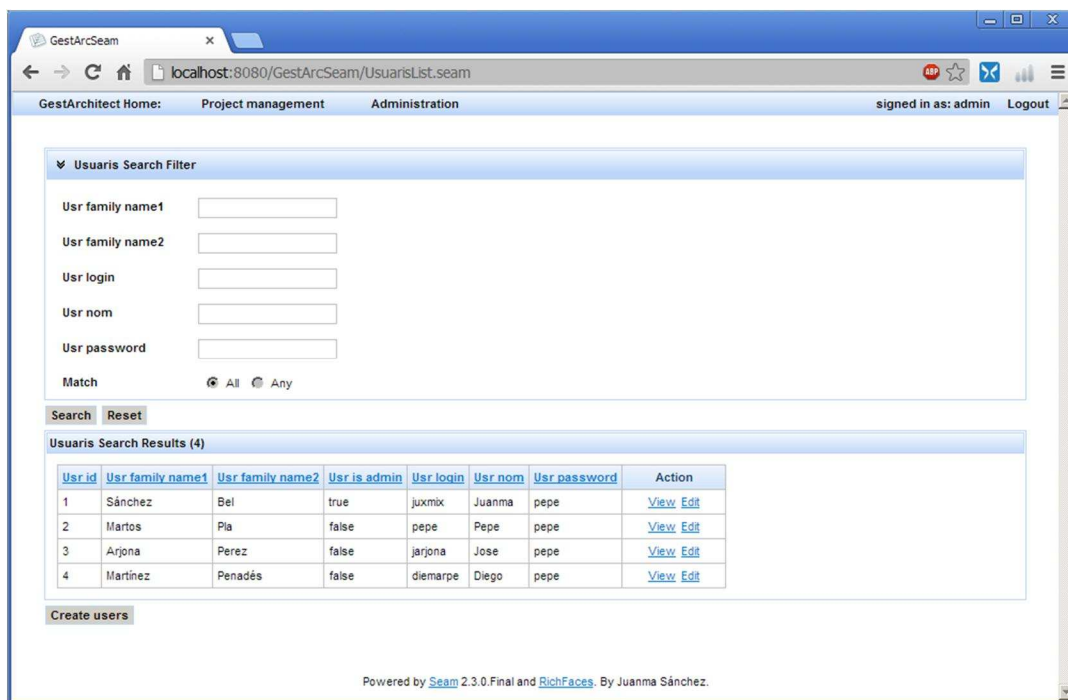 GestArcSeam
localhost:8080/GestArcSeam/UsuarisList.seam
ABP
GestArchitect Home: Project management Administration signed in as: admin Logout
Usuaris Search Filter
Usr family name1
Usr family name2
Usr login
Usr nom
Usr password
Match All Any
Search Reset
Usuaris Search Results (4)
Usr id Usr family name1 Usr family name2 Usr is admin Usr login Usr nom Usr password Action
1 Sánchez Bel true juxmix Juanma pepe View Edit
2 Martos Pla false pepe Pepe pepe View Edit
3 Arjona Perez false jarjona Jose pepe View Edit
4 Martínez Penadés false diemarpe Diego pepe View Edit
Create users
Powered by Seam 2.3.0.Final and RichFaces. By Juanma Sánchez.